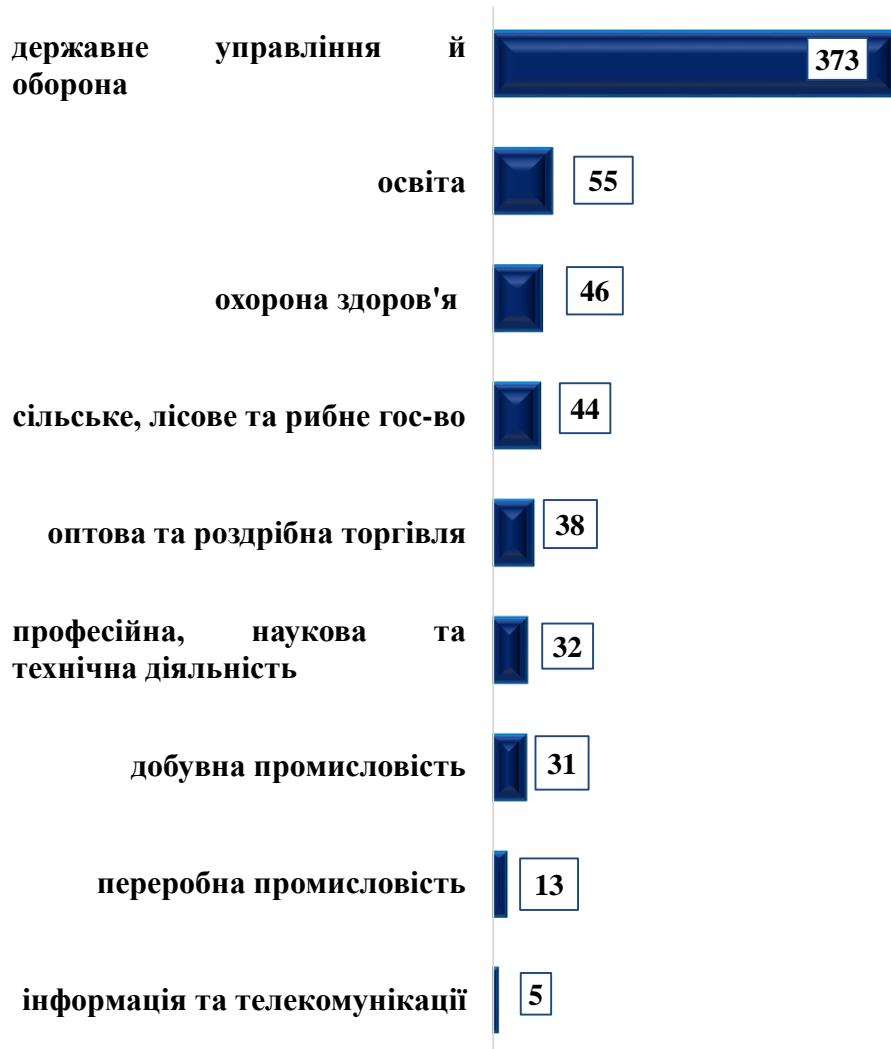 державне управління й
оборона
373
освіта
55
охорона здоров'я
46
сільське, лісове та рибне гос-во
44
оптова та роздрібна торгівля
38
професійна, наукова та
технічна діяльність
32
добувна промисловість
31
переробна промисловість
13
інформація та телекомунікації
5